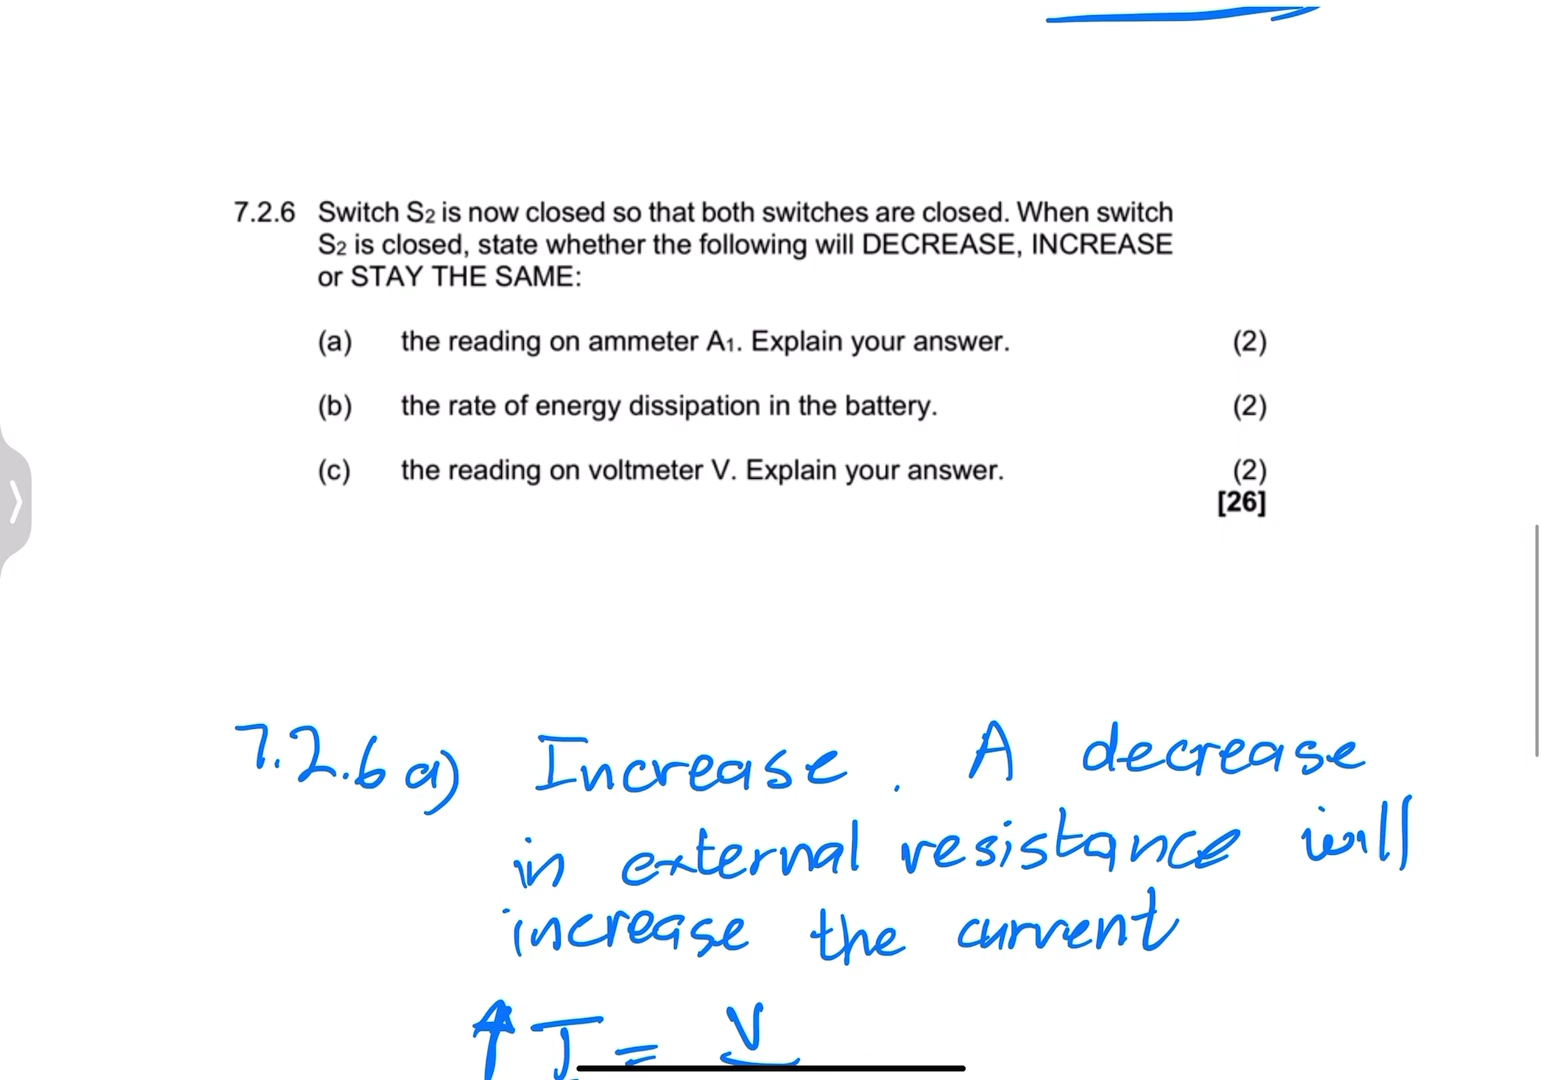 7.2.6 Switch S2 is now closed so that both switches are closed. When switch
S2 is closed, state whether the following will DECREASE, INCREASE
or STAY THE SAME:
(a) the reading on ammeter A1. Explain your answer. (2)
(b) the rate of energy dissipation in the battery. (2)
(c) the reading on voltmeter V. Explain your answer. (2)
[26]
7.2.6 a) Increase. A decrease
in external resistance will
increase the current
↑ I = V